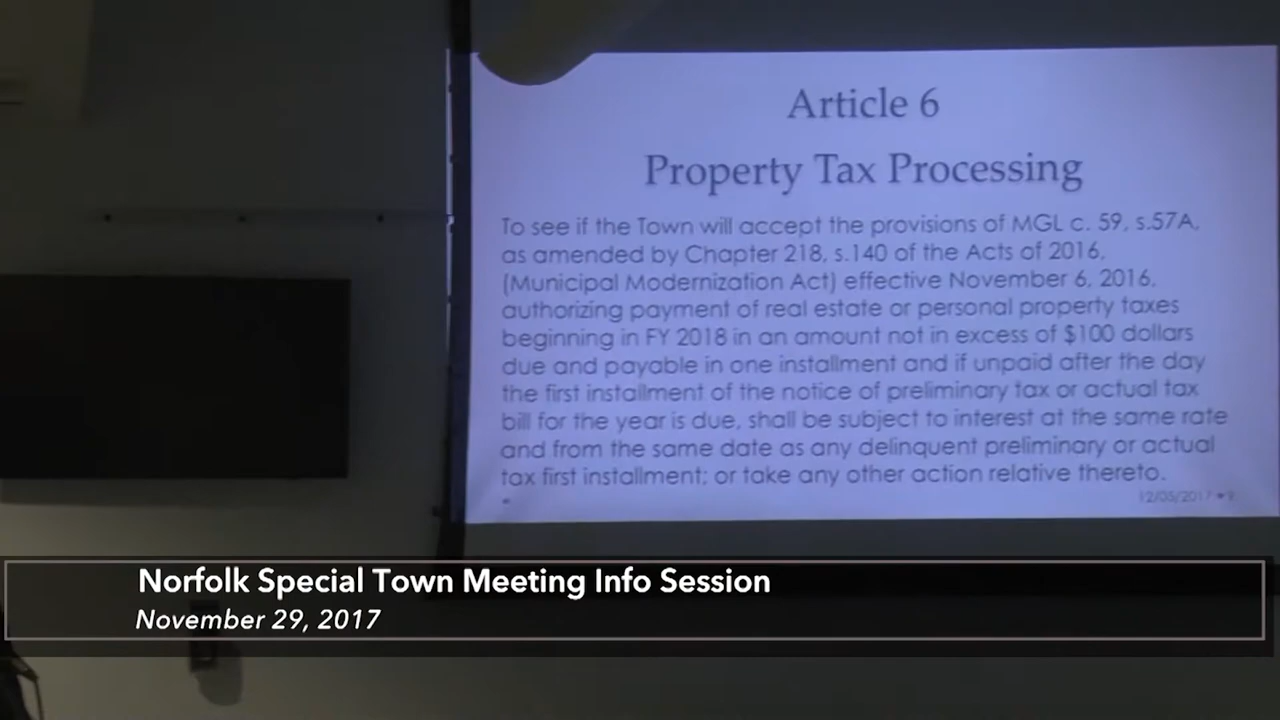 Article 6
Property Tax Processing
To see if the Town will accept the provisions of MGL c. 59, s.57A,
as amended by Chapter 218, s.140 of the Acts of 2016,
(Municipal Modernization Act) effective November 6, 2016,
authorizing payment of real estate or personal property taxes
beginning in FY 2018 in an amount not in excess of $100 dollars
due and payable in one installment and if unpaid after the day
the first installment of the notice of preliminary tax or actual tax
bill for the year is due, shall be subject to interest at the same rate
and from the same date as any delinquent preliminary or actual
tax first installment; or take any other action relative thereto.
12/05/2017
Norfolk Special Town Meeting Info Session
November 29, 2017